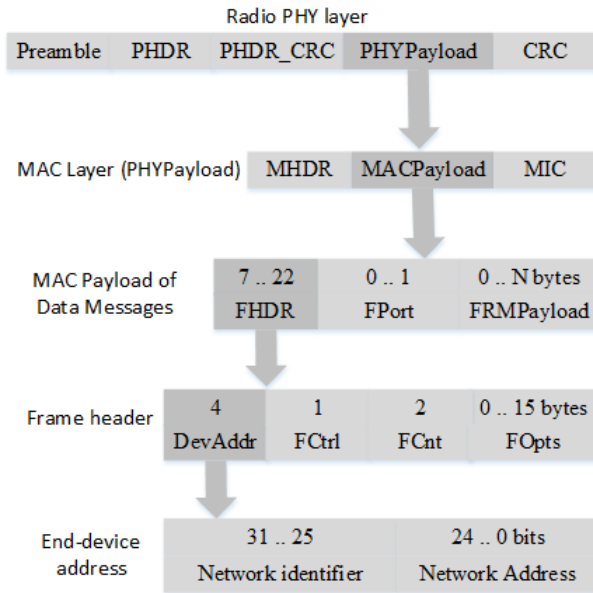 Radio PHY layer
Preamble PHDR PHDR_CRC PHYPayload CRC
MAC Layer (PHYPayload) MHDR MACPayload MIC
MAC Payload of
Data Messages
7 .. 22 0 .. 1 0 .. N bytes
FHDR FPort FRMPayload
Frame header
4 1 2 0 .. 15 bytes
DevAddr FCtrl FCnt FOpts
End-device
address
31 .. 25 24 .. 0 bits
Network identifier Network Address